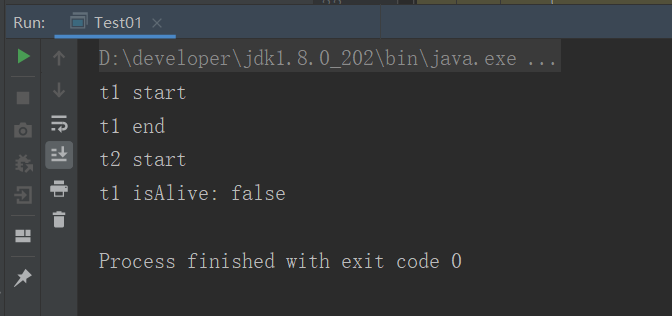 Run: Test01
D:\developer\jdk1.8.0_202\bin\java.exe ...
t1 start
t1 end
t2 start
t1 isAlive: false
Process finished with exit code 0